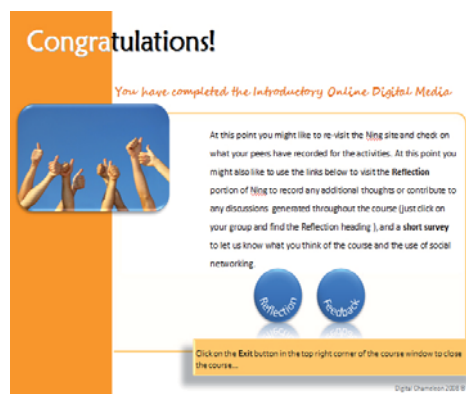 Congratulations!
You have completed the Introductory Online Digital Media
At this point you might like to re-visit the Ning site and check on
what your peers have recorded for the activities. At this point you
might also like to use the links below to visit the Reflection
portion of Ning to record any additional thoughts or contribute to
any discussions generated throughout the course (just click on
your group and find the Reflection heading ), and a short survey
to let us know what you think of the course and the use of social
networking.
Reflection
Feedback
Click on the Exit button in the top right corner of the course window to close
the course...
Digital Chameleon 2008 ©